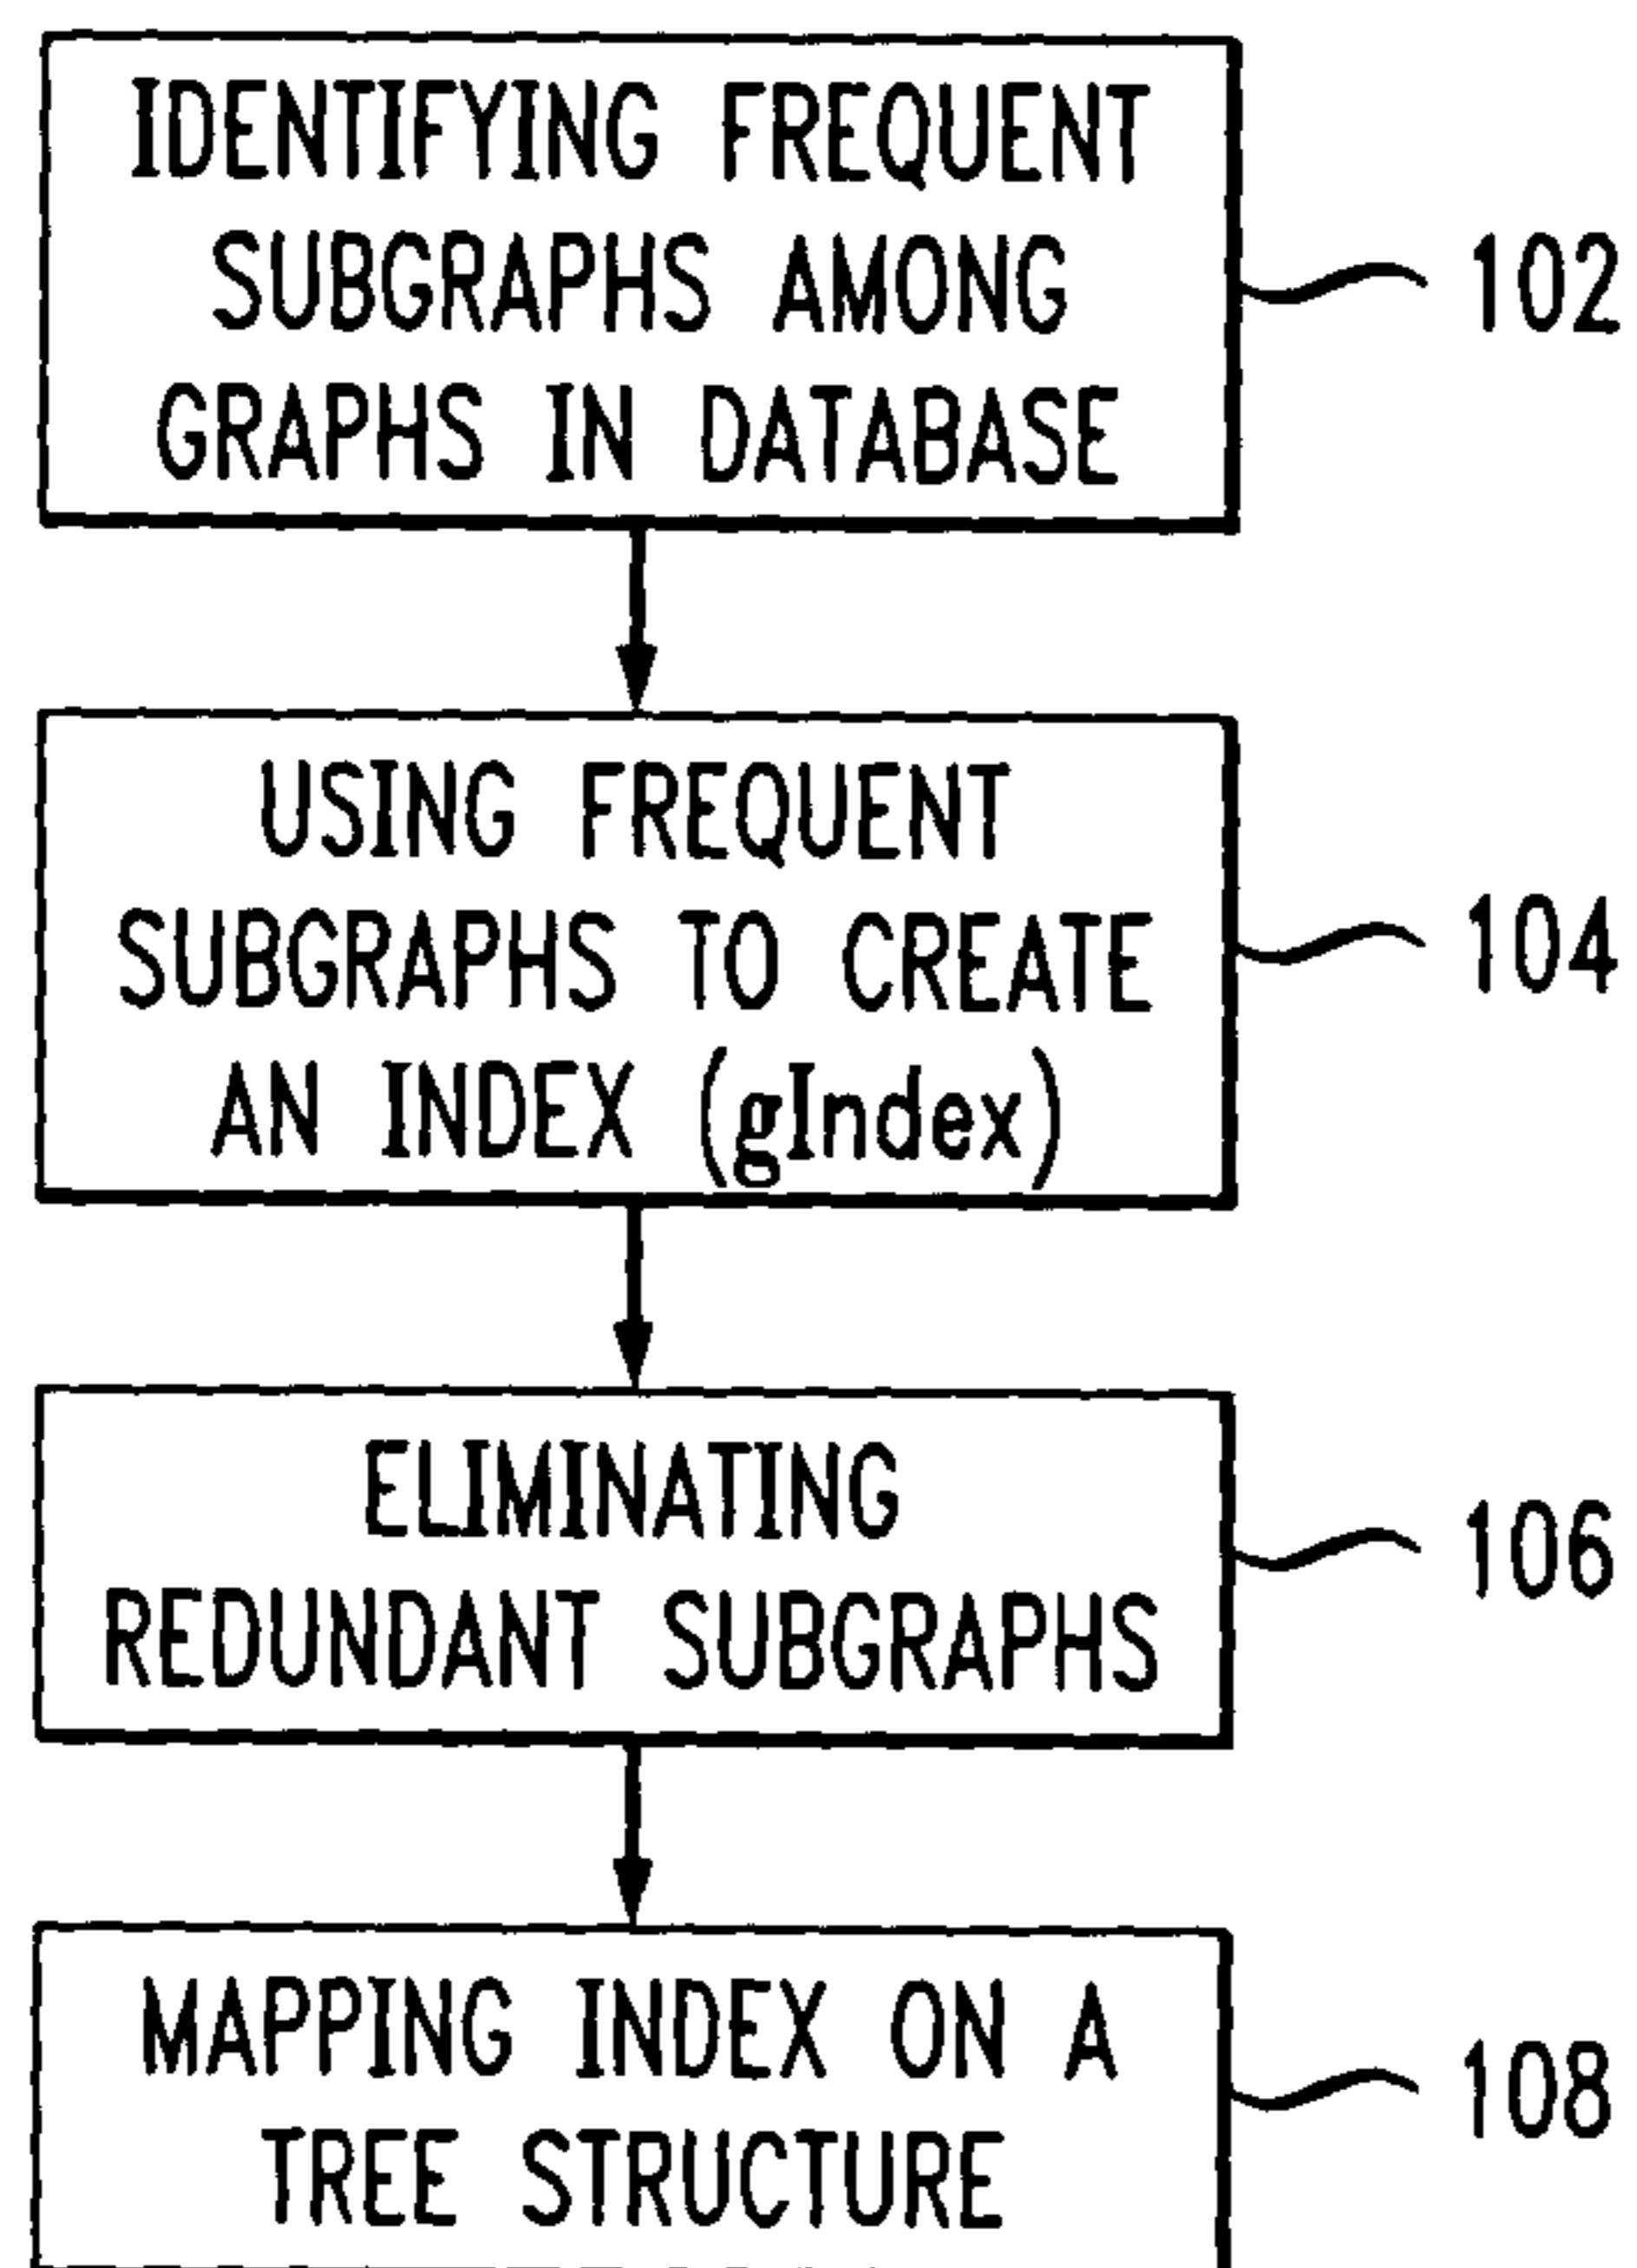 IDENTIFYING FREQUENT
SUBGRAPHS AMONG
GRAPHS IN DATABASE
102
USING FREQUENT
SUBGRAPHS TO CREATE
AN INDEX (gIndex)
104
ELIMINATING
REDUNDANT SUBGRAPHS
106
MAPPING INDEX ON A
TREE STRUCTURE
108